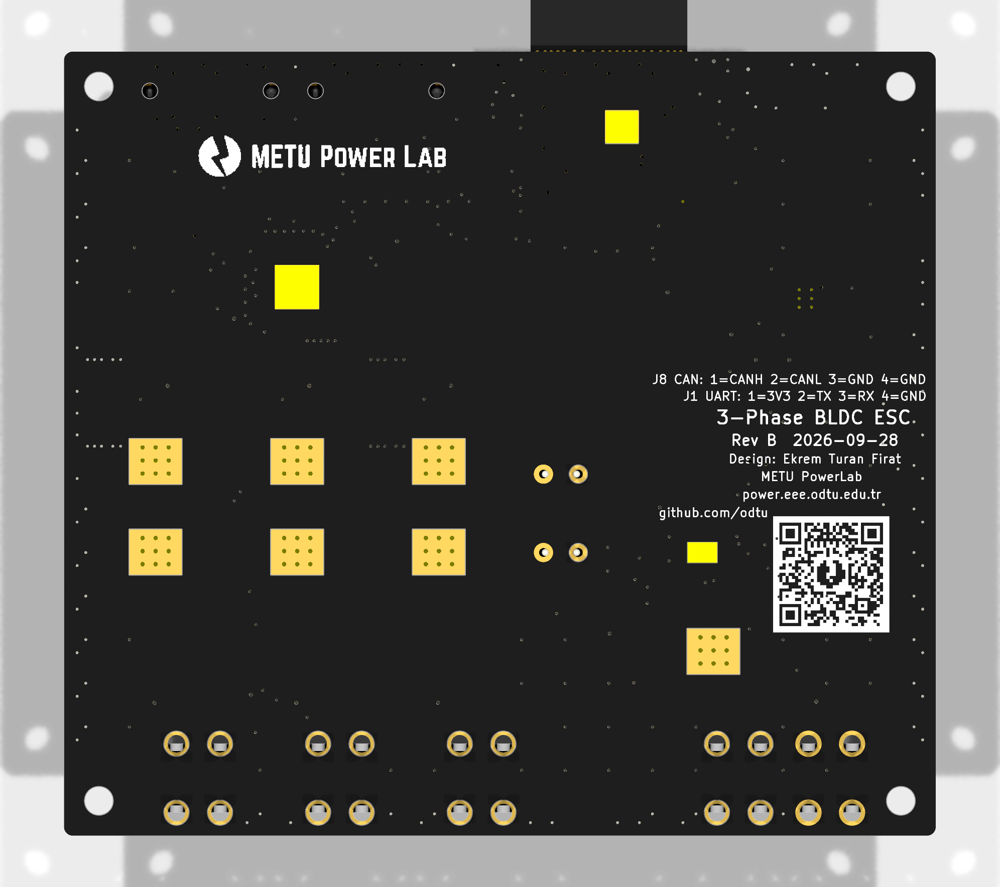 METU POWER LAB
J8 CAN: 1=CANH 2=CANL 3=GND 4=GND
J1 UART: 1=3V3 2=TX 3=RX 4=GND
3-Phase BLDC ESC
Rev B 2026-09-28
Design: Ekrem Turan Firat
METU PowerLab
power.eee.odtu.edu.tr
github.com/odtu